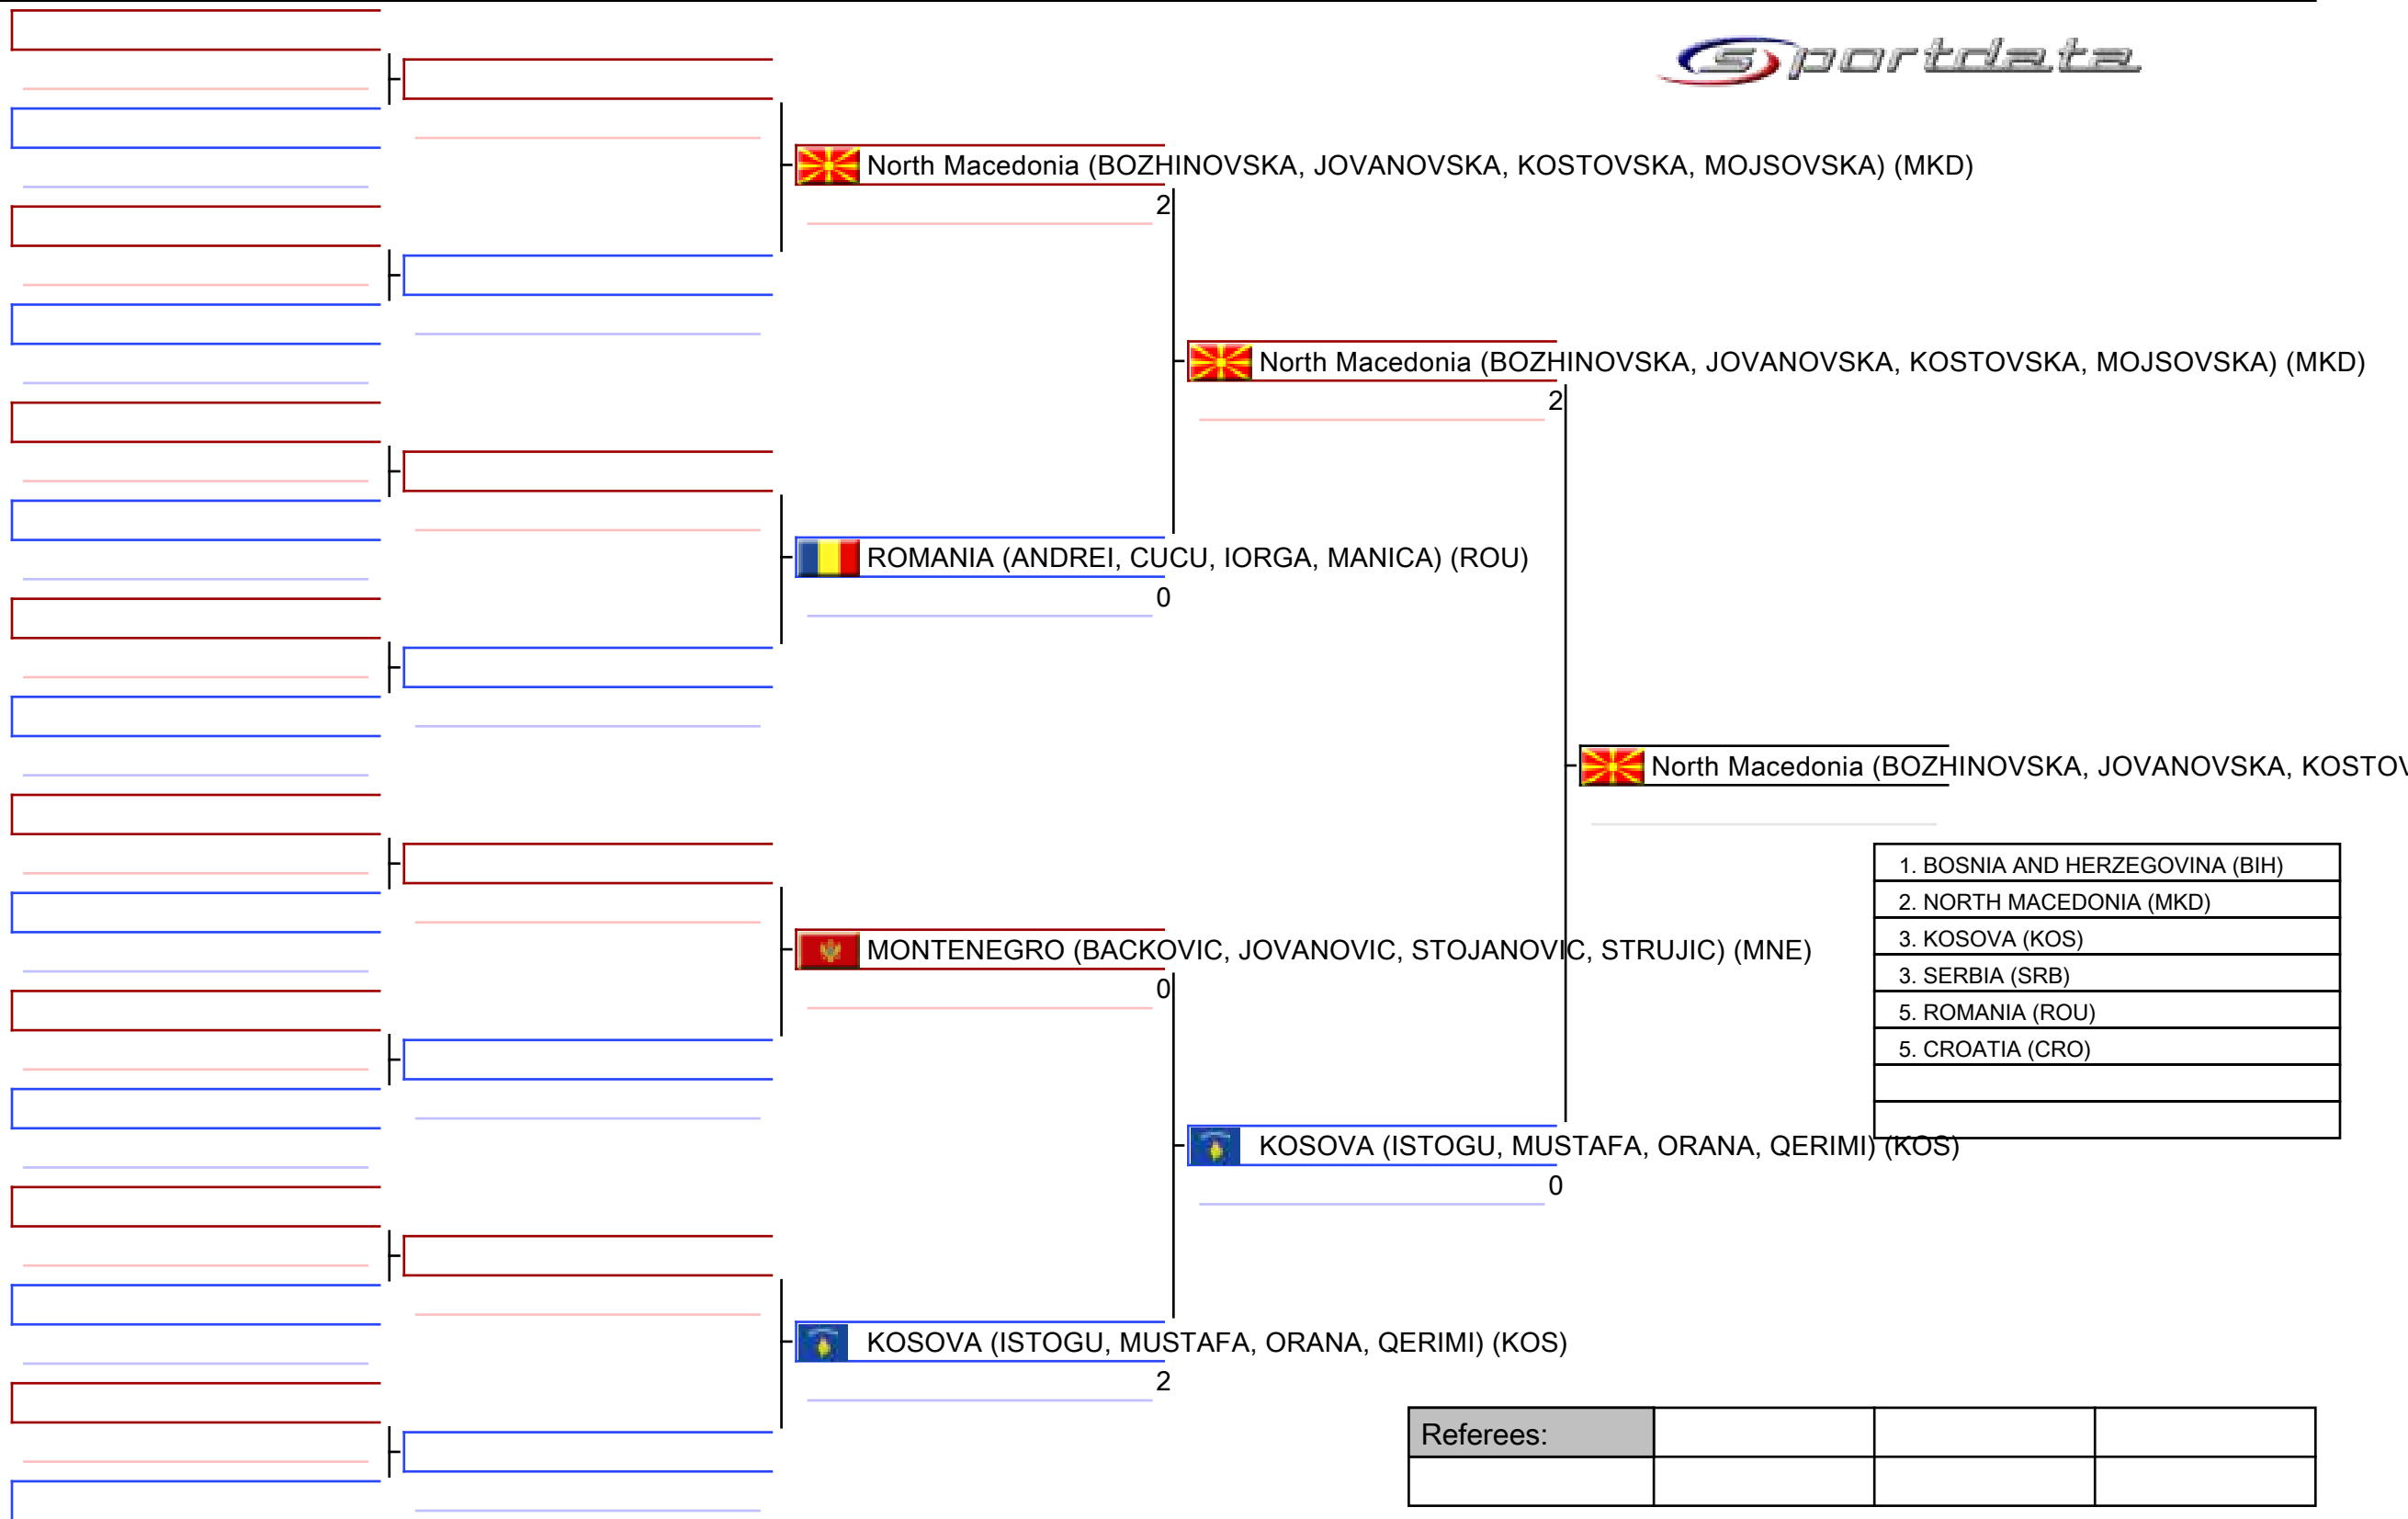 sportdata
North Macedonia (BOZHINOVSKA, JOVANOVSKA, KOSTOVSKA, MOJSOVSKA) (MKD)
2
North Macedonia (BOZHINOVSKA, JOVANOVSKA, KOSTOVSKA, MOJSOVSKA) (MKD)
2
ROMANIA (ANDREI, CUCU, IORGA, MANICA) (ROU)
0
North Macedonia (BOZHINOVSKA, JOVANOVSKA, KOSTOV
1. BOSNIA AND HERZEGOVINA (BIH)
2. NORTH MACEDONIA (MKD)
3. KOSOVA (KOS)
3. SERBIA (SRB)
5. ROMANIA (ROU)
5. CROATIA (CRO)
MONTENEGRO (BACKOVIC, JOVANOVIC, STOJANOVIC, STRUJIC) (MNE)
0
KOSOVA (ISTOGU, MUSTAFA, ORANA, QERIMI) (KOS)
0
KOSOVA (ISTOGU, MUSTAFA, ORANA, QERIMI) (KOS)
2
Referees: